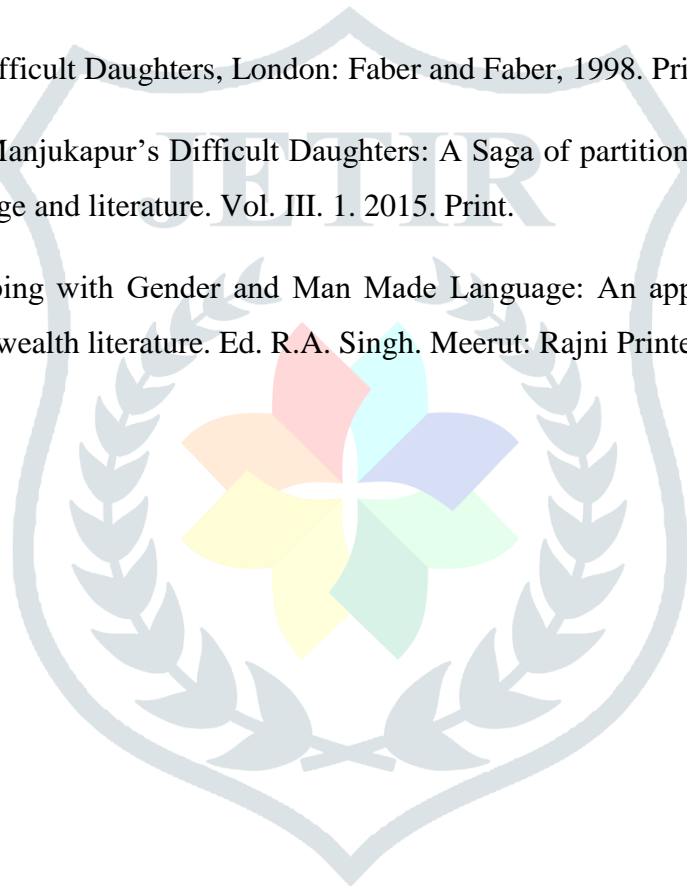 fficult Daughters, London: Faber and Faber, 1998. Pri
JETIR
Manjukapur's Difficult Daughters: A Saga of partition
ge and literature. Vol. III. 1. 2015. Print.
ping with Gender and Man Made Language: An app
wealth literature. Ed. R.A. Singh. Meerut: Rajni Printe